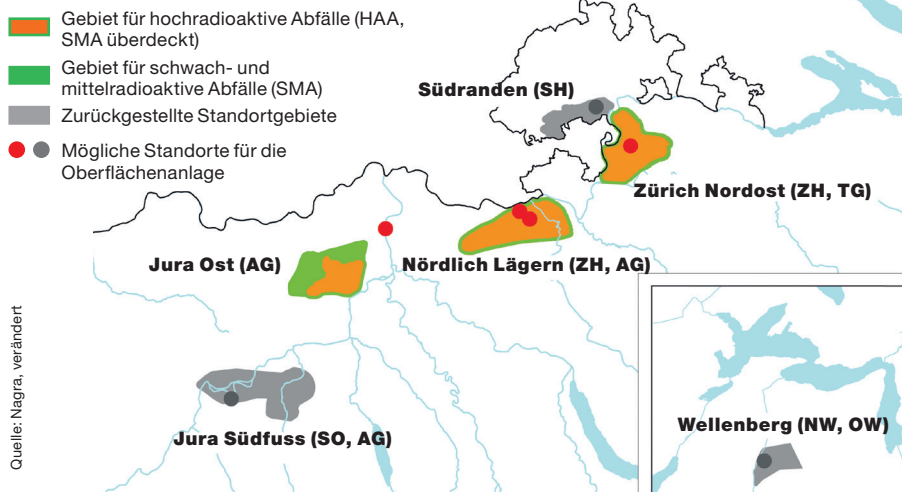 Gebiet für hochradioaktive Abfälle (HAA,
SMA überdeckt)
Gebiet für schwach- und
mittelradioaktive Abfälle (SMA)
Zurückgestellte Standortgebiete
Mögliche Standorte für die
Oberflächenanlage
Südranden (SH)
Zürich Nordost (ZH, TG)
Jura Ost (AG)
Nördlich Lägern (ZH, AG)
Jura Südfuss (SO, AG)
Wellenberg (NW, OW)
Quelle: Nagra, verändert